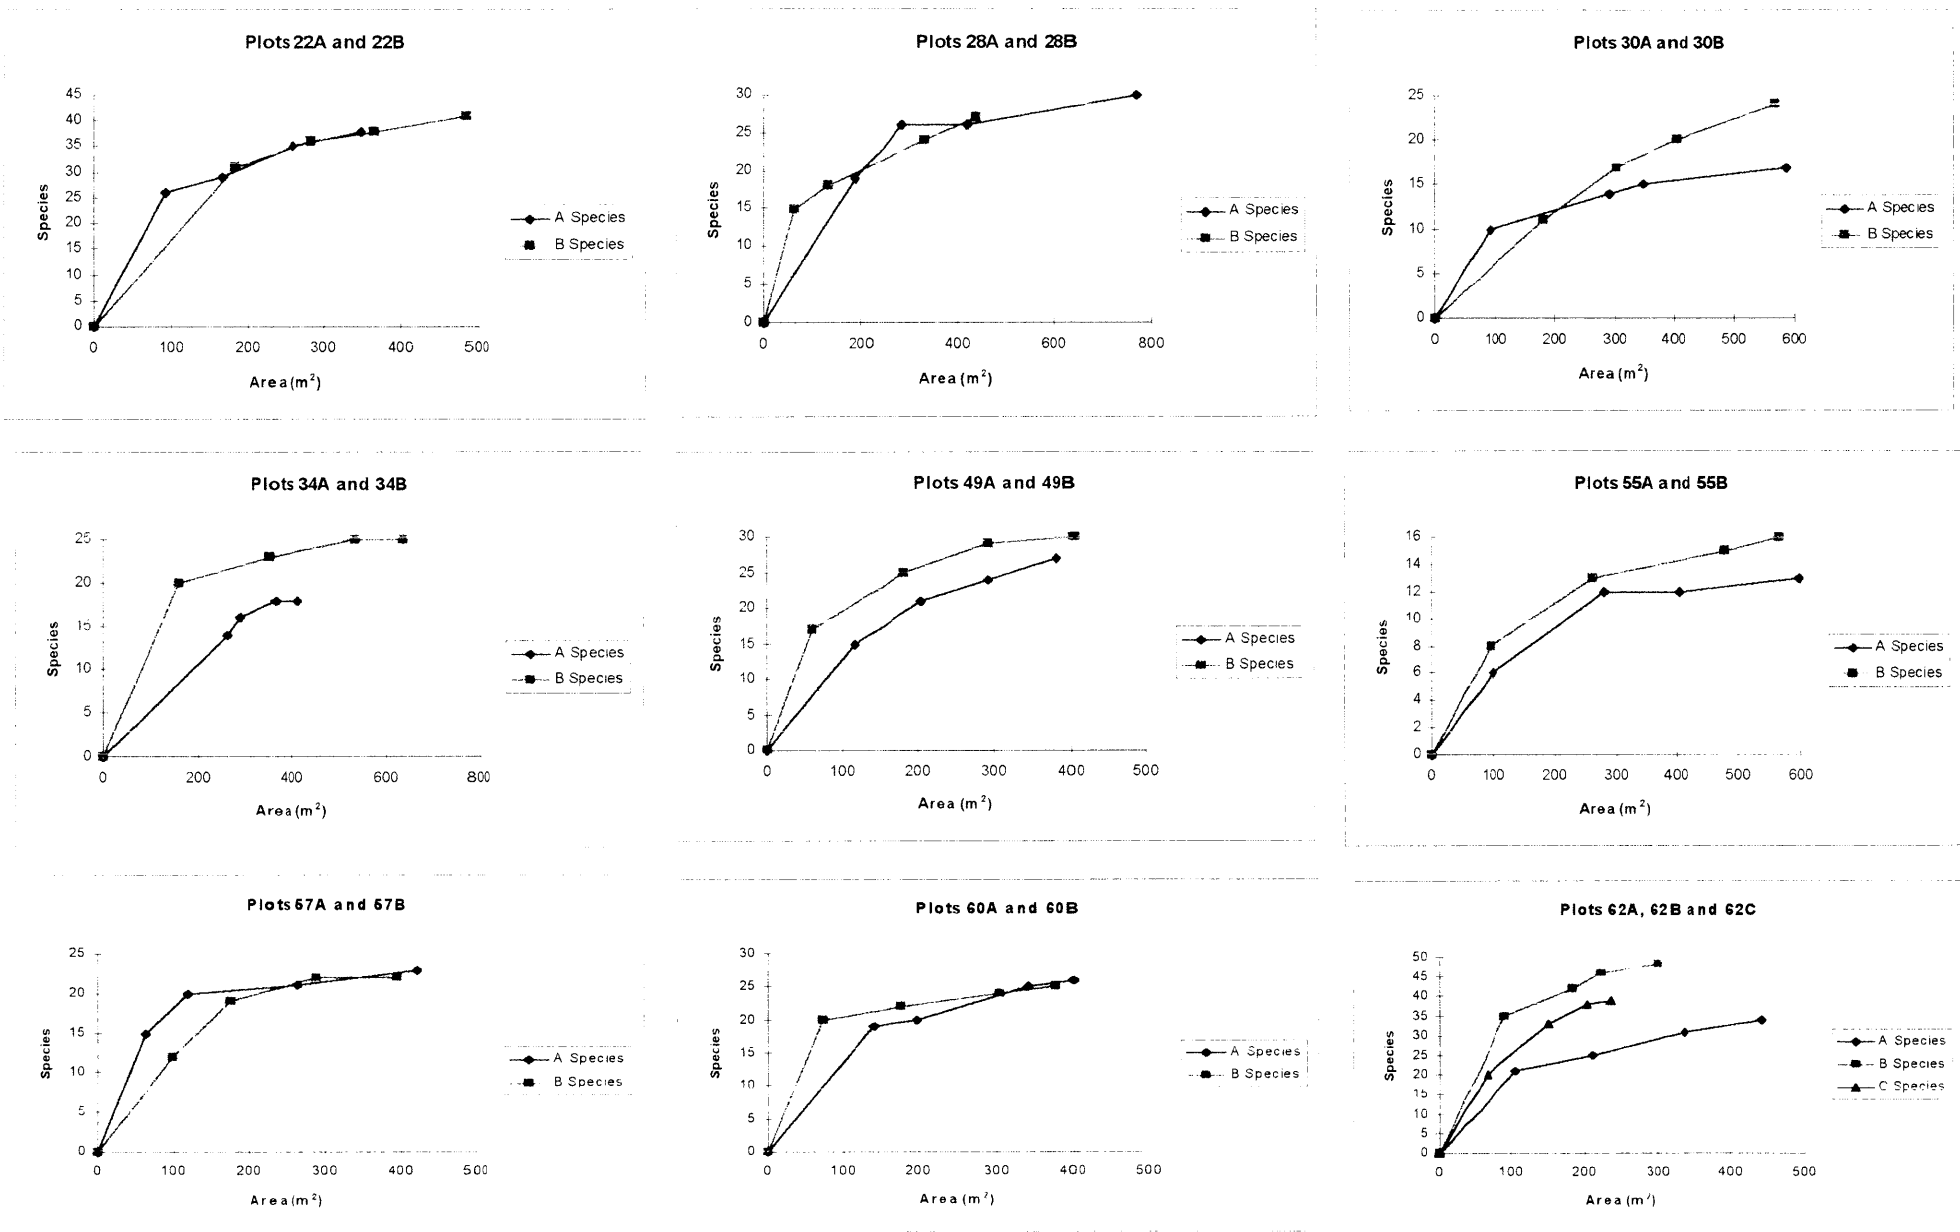 Plots 22A and 22B
45
40
35
30
25
20
15
10
5
0
Species
0 100 200 300 400 500
Area (m²)
A Species
B Species
Plots 28A and 28B
30
25
20
15
10
5
0
Species
0 200 400 600 800
Area (m²)
A Species
B Species
Plots 30A and 30B
25
20
15
10
5
0
Species
0 100 200 300 400 500 600
Area (m²)
A Species
B Species
Plots 34A and 34B
25
20
15
10
5
0
Species
0 200 400 600 800
Area (m²)
A Species
B Species
Plots 49A and 49B
30
25
20
15
10
5
0
Species
0 100 200 300 400 500
Area (m²)
A Species
B Species
Plots 55A and 55B
16
14
12
10
8
6
4
2
0
Species
0 100 200 300 400 500 600
Area (m²)
A Species
B Species
Plots 57A and 57B
25
20
15
10
5
0
Species
0 100 200 300 400 500
Area (m²)
A Species
B Species
Plots 60A and 60B
30
25
20
15
10
5
0
Species
0 100 200 300 400 500
Area (m²)
A Species
B Species
Plots 62A, 62B and 62C
50
45
40
35
30
25
20
15
10
5
0
Species
0 100 200 300 400 500
Area (m²)
A Species
B Species
C Species